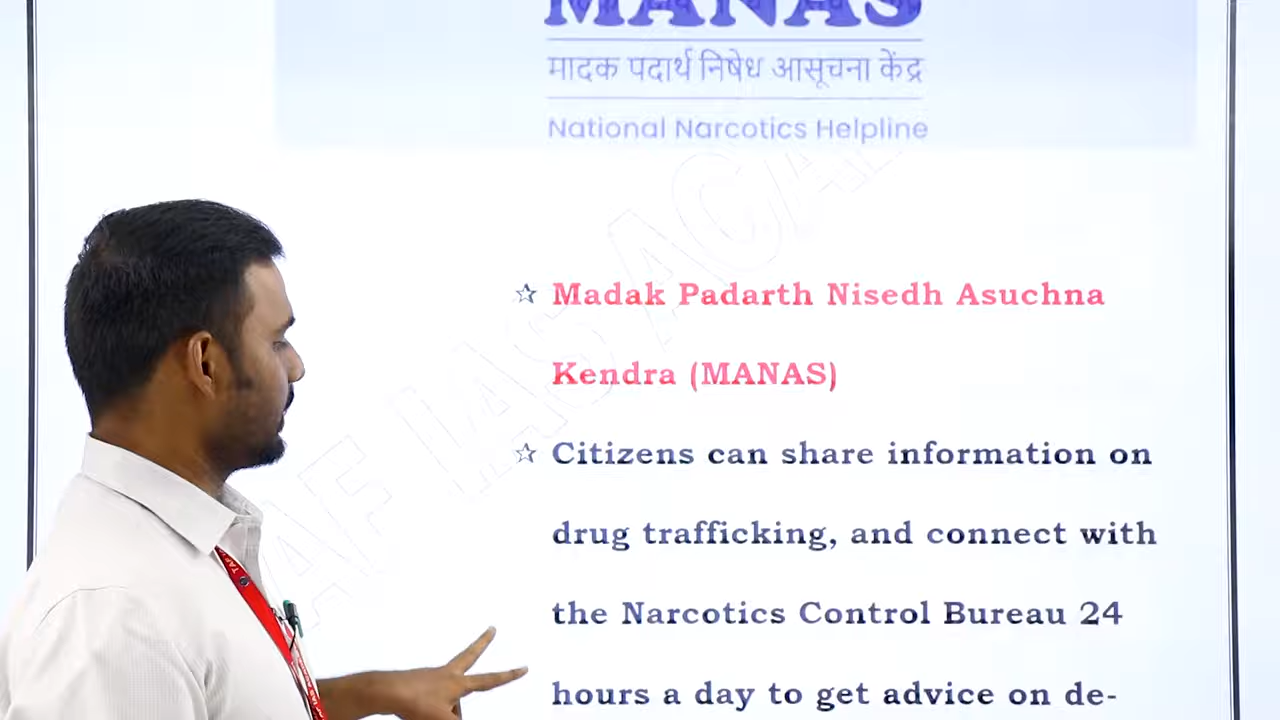 MANAS
मादक पदार्थ निषेध आसूचना केंद्र
National Narcotics Helpline
☆ Madak Padarth Nisedh Asuchna
Kendra (MANAS)
☆ Citizens can share information on
drug trafficking, and connect with
the Narcotics Control Bureau 24
hours a day to get advice on de-